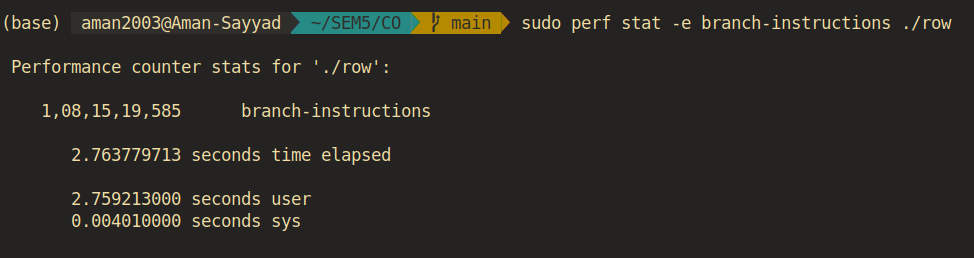 (base) aman2003@Aman-Sayyad ~/SEM5/CO main sudo perf stat -e branch-instructions ./row
Performance counter stats for './row':
1,08,15,19,585 branch-instructions
2.763779713 seconds time elapsed
2.759213000 seconds user
0.004010000 seconds sys